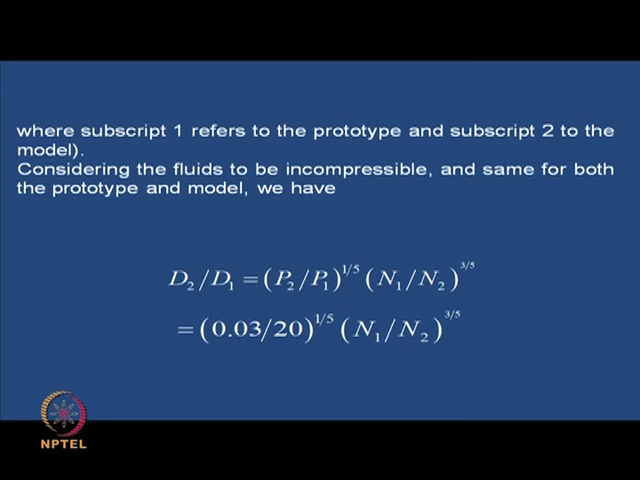 where subscript 1 refers to the prototype and subscript 2 to the
model).
Considering the fluids to be incompressible, and same for both
the prototype and model, we have
D₂/D₁ = (P₂/P₁)^1/5 (N₁/N₂)^3/5
= (0.03/20)^1/5 (N₁/N₂)^3/5
NPTEL